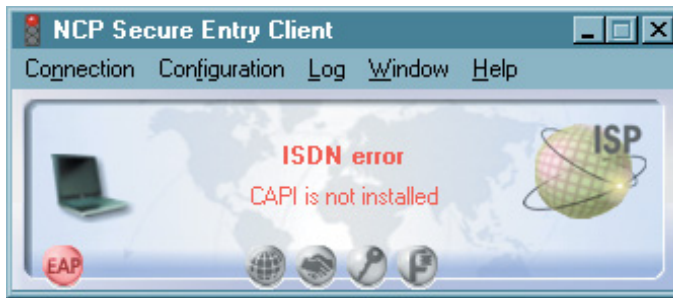 NCP Secure Entry Client
Connection Configuration Log Window Help
ISP
ISDN error
CAPI is not installed
EAP